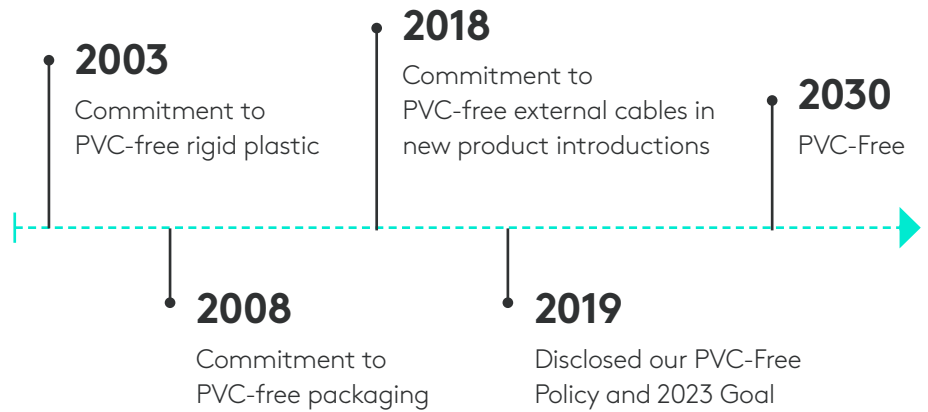 2003
Commitment to
PVC-free rigid plastic
2008
Commitment to
PVC-free packaging
2018
Commitment to
PVC-free external cables in
new product introductions
2019
Disclosed our PVC-Free
Policy and 2023 Goal
2030
PVC-Free